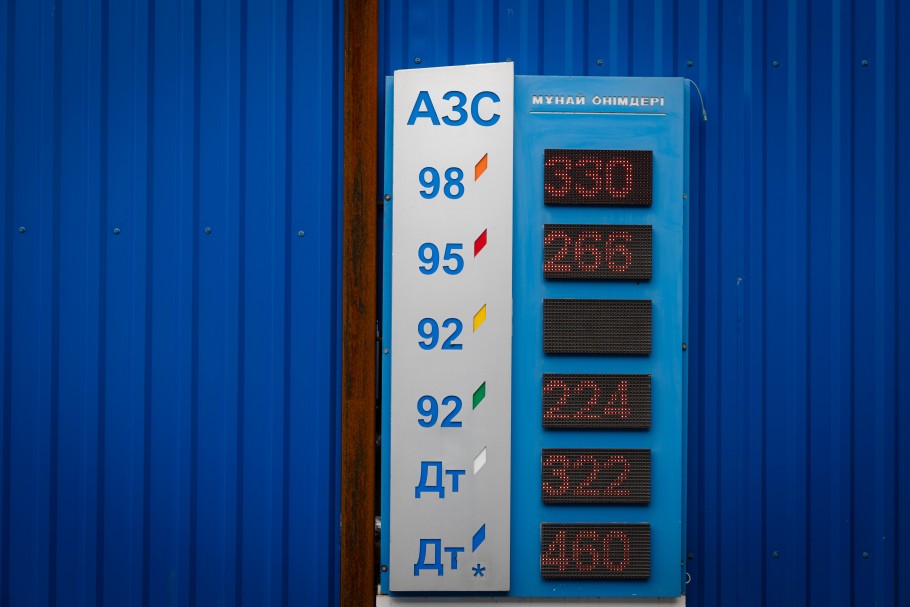 АЗС
МҰНАЙ ӨНІМДЕРІ
98 330
95 266
92
92 224
Дт 322
Дт* 460